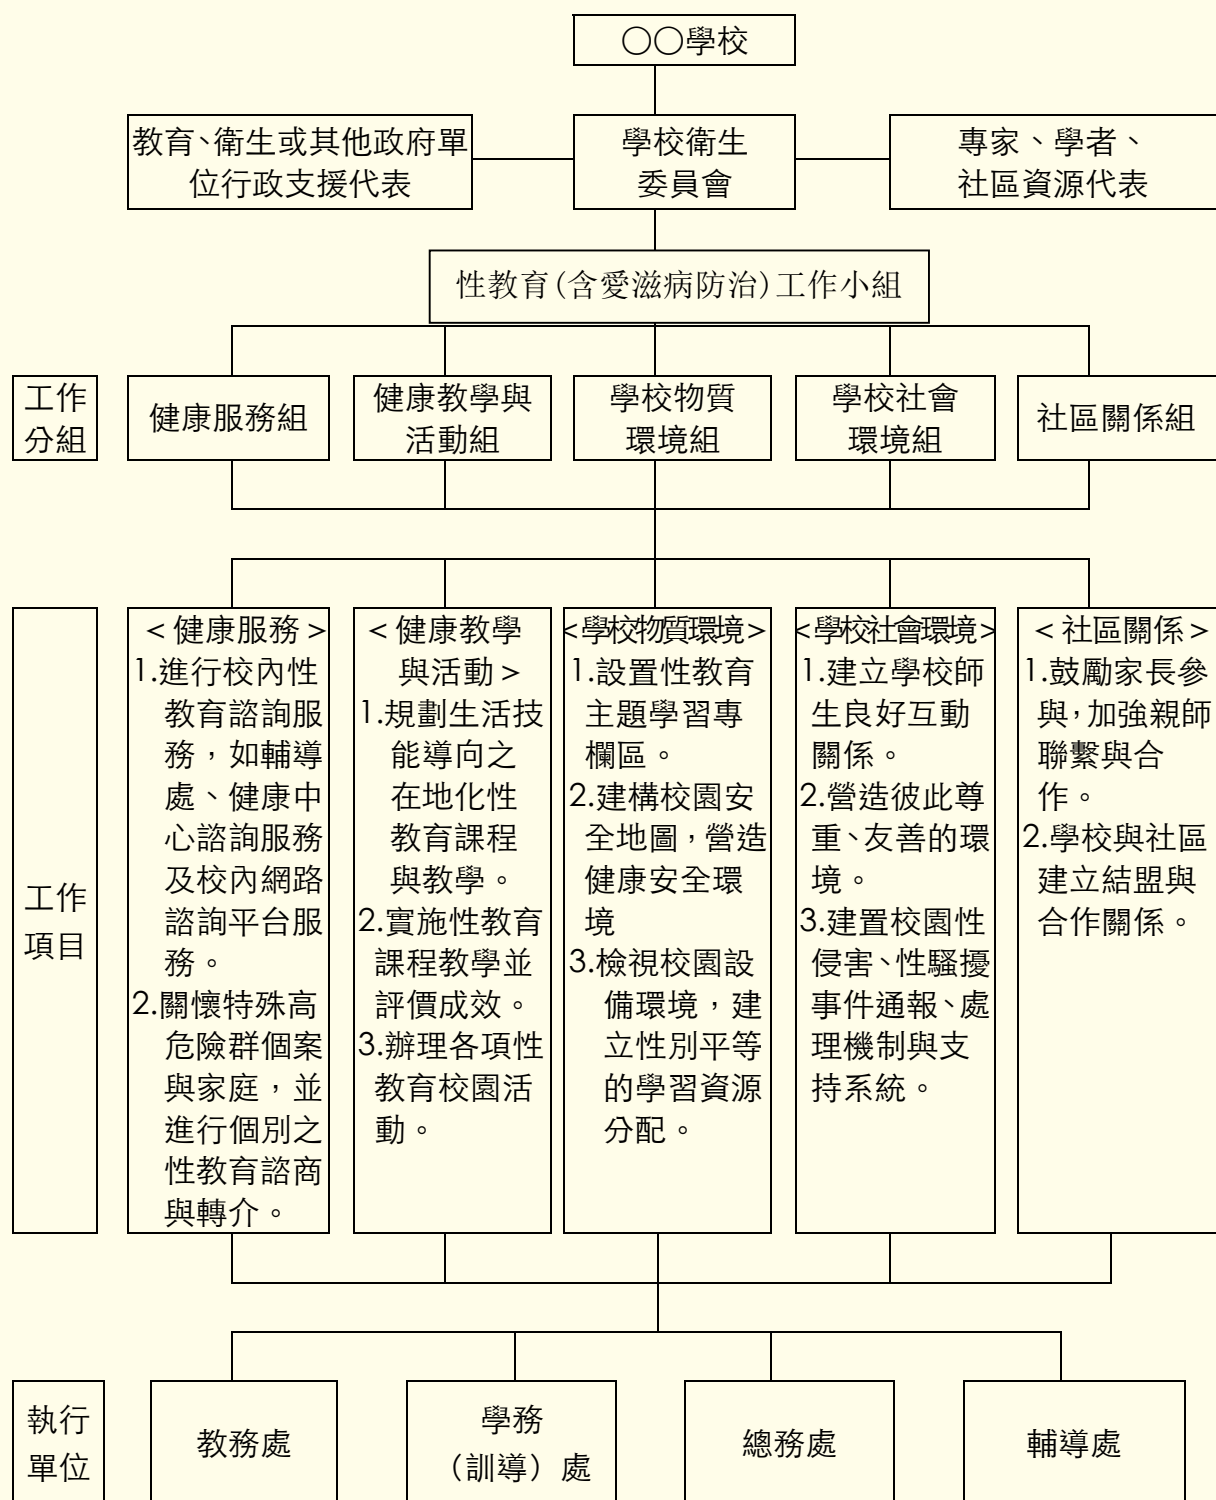 ○○學校
教育、衛生或其他政府單
位行政支援代表
學校衛生
委員會
專家、學者、
社區資源代表
性教育(含愛滋病防治)工作小組
工作
分組
健康服務組
健康教學與
活動組
學校物質
環境組
學校社會
環境組
社區關係組
工作
項目
＜健康服務＞
1.進行校內性
教育諮詢服
務，如輔導
處、健康中
心諮詢服務
及校內網路
諮詢平台服
務。
2.關懷特殊高
危險群個案
與家庭，並
進行個別之
性教育諮商
與轉介。
＜健康教學
與活動＞
1.規劃生活技
能導向之
在地化性
教育課程
與教學。
2.實施性教育
課程教學並
評價成效。
3.辦理各項性
教育校園活
動。
<學校物質環境>
1.設置性教育
主題學習專
欄區。
2.建構校園安
全地圖，營造
健康安全環
境
3.檢視校園設
備環境，建
立性別平等
的學習資源
分配。
<學校社會環境>
1.建立學校師
生良好互動
關係。
2.營造彼此尊
重、友善的環
境。
3.建置校園性
侵害、性騷擾
事件通報、處
理機制與支
持系統。
＜社區關係＞
1.鼓勵家長參
與，加強親師
聯繫與合
作。
2.學校與社區
建立結盟與
合作關係。
執行
單位
教務處
學務
（訓導）處
總務處
輔導處